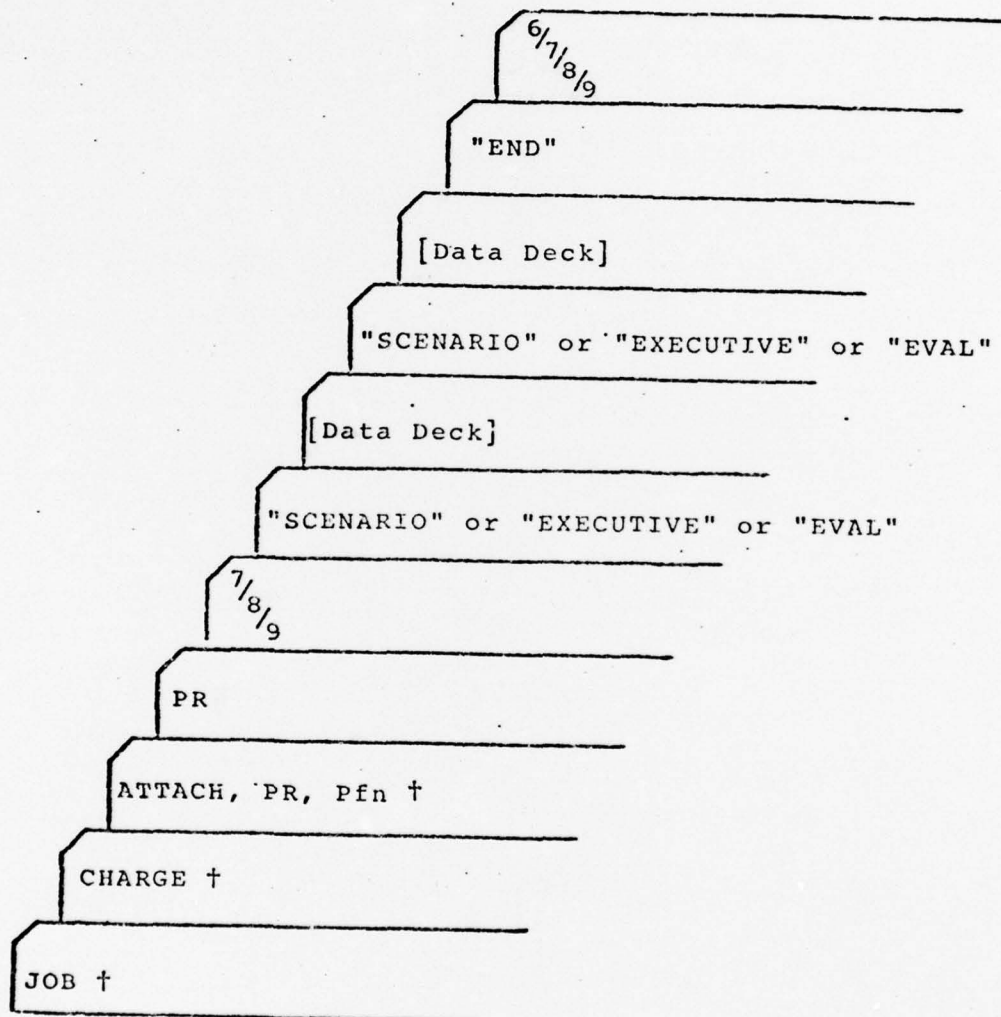 6/7/8/9
"END"
[Data Deck]
"SCENARIO" or "EXECUTIVE" or "EVAL"
[Data Deck]
"SCENARIO" or "EXECUTIVE" or "EVAL"
7/8/9
PR
ATTACH, PR, Pfn †
CHARGE †
JOB †